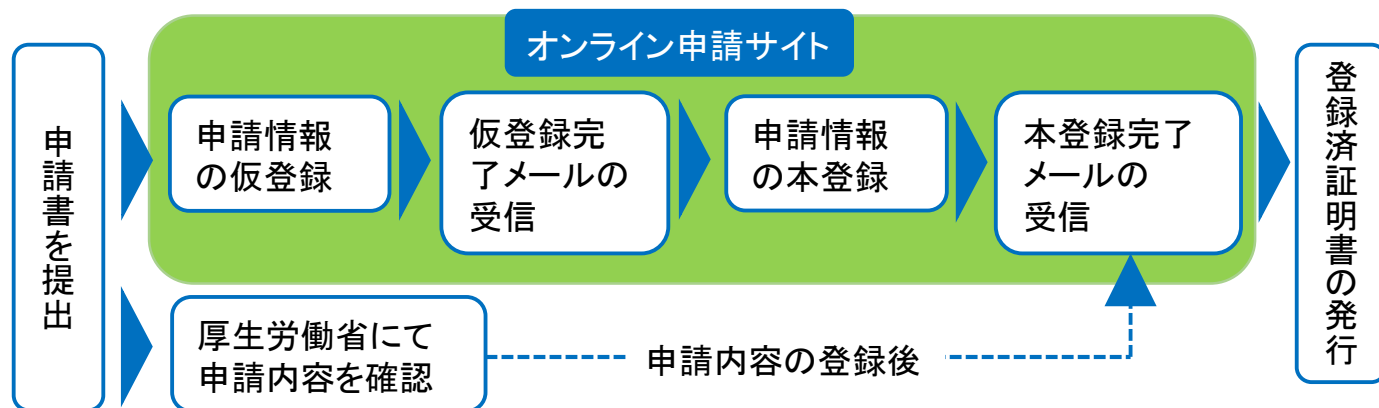 オンライン申請サイト
申請書を提出
申請情報
の仮登録
仮登録完
了メールの
受信
申請情報
の本登録
本登録完了
メールの
受信
登録済証明書の発行
厚生労働省にて
申請内容を確認
申請内容の登録後